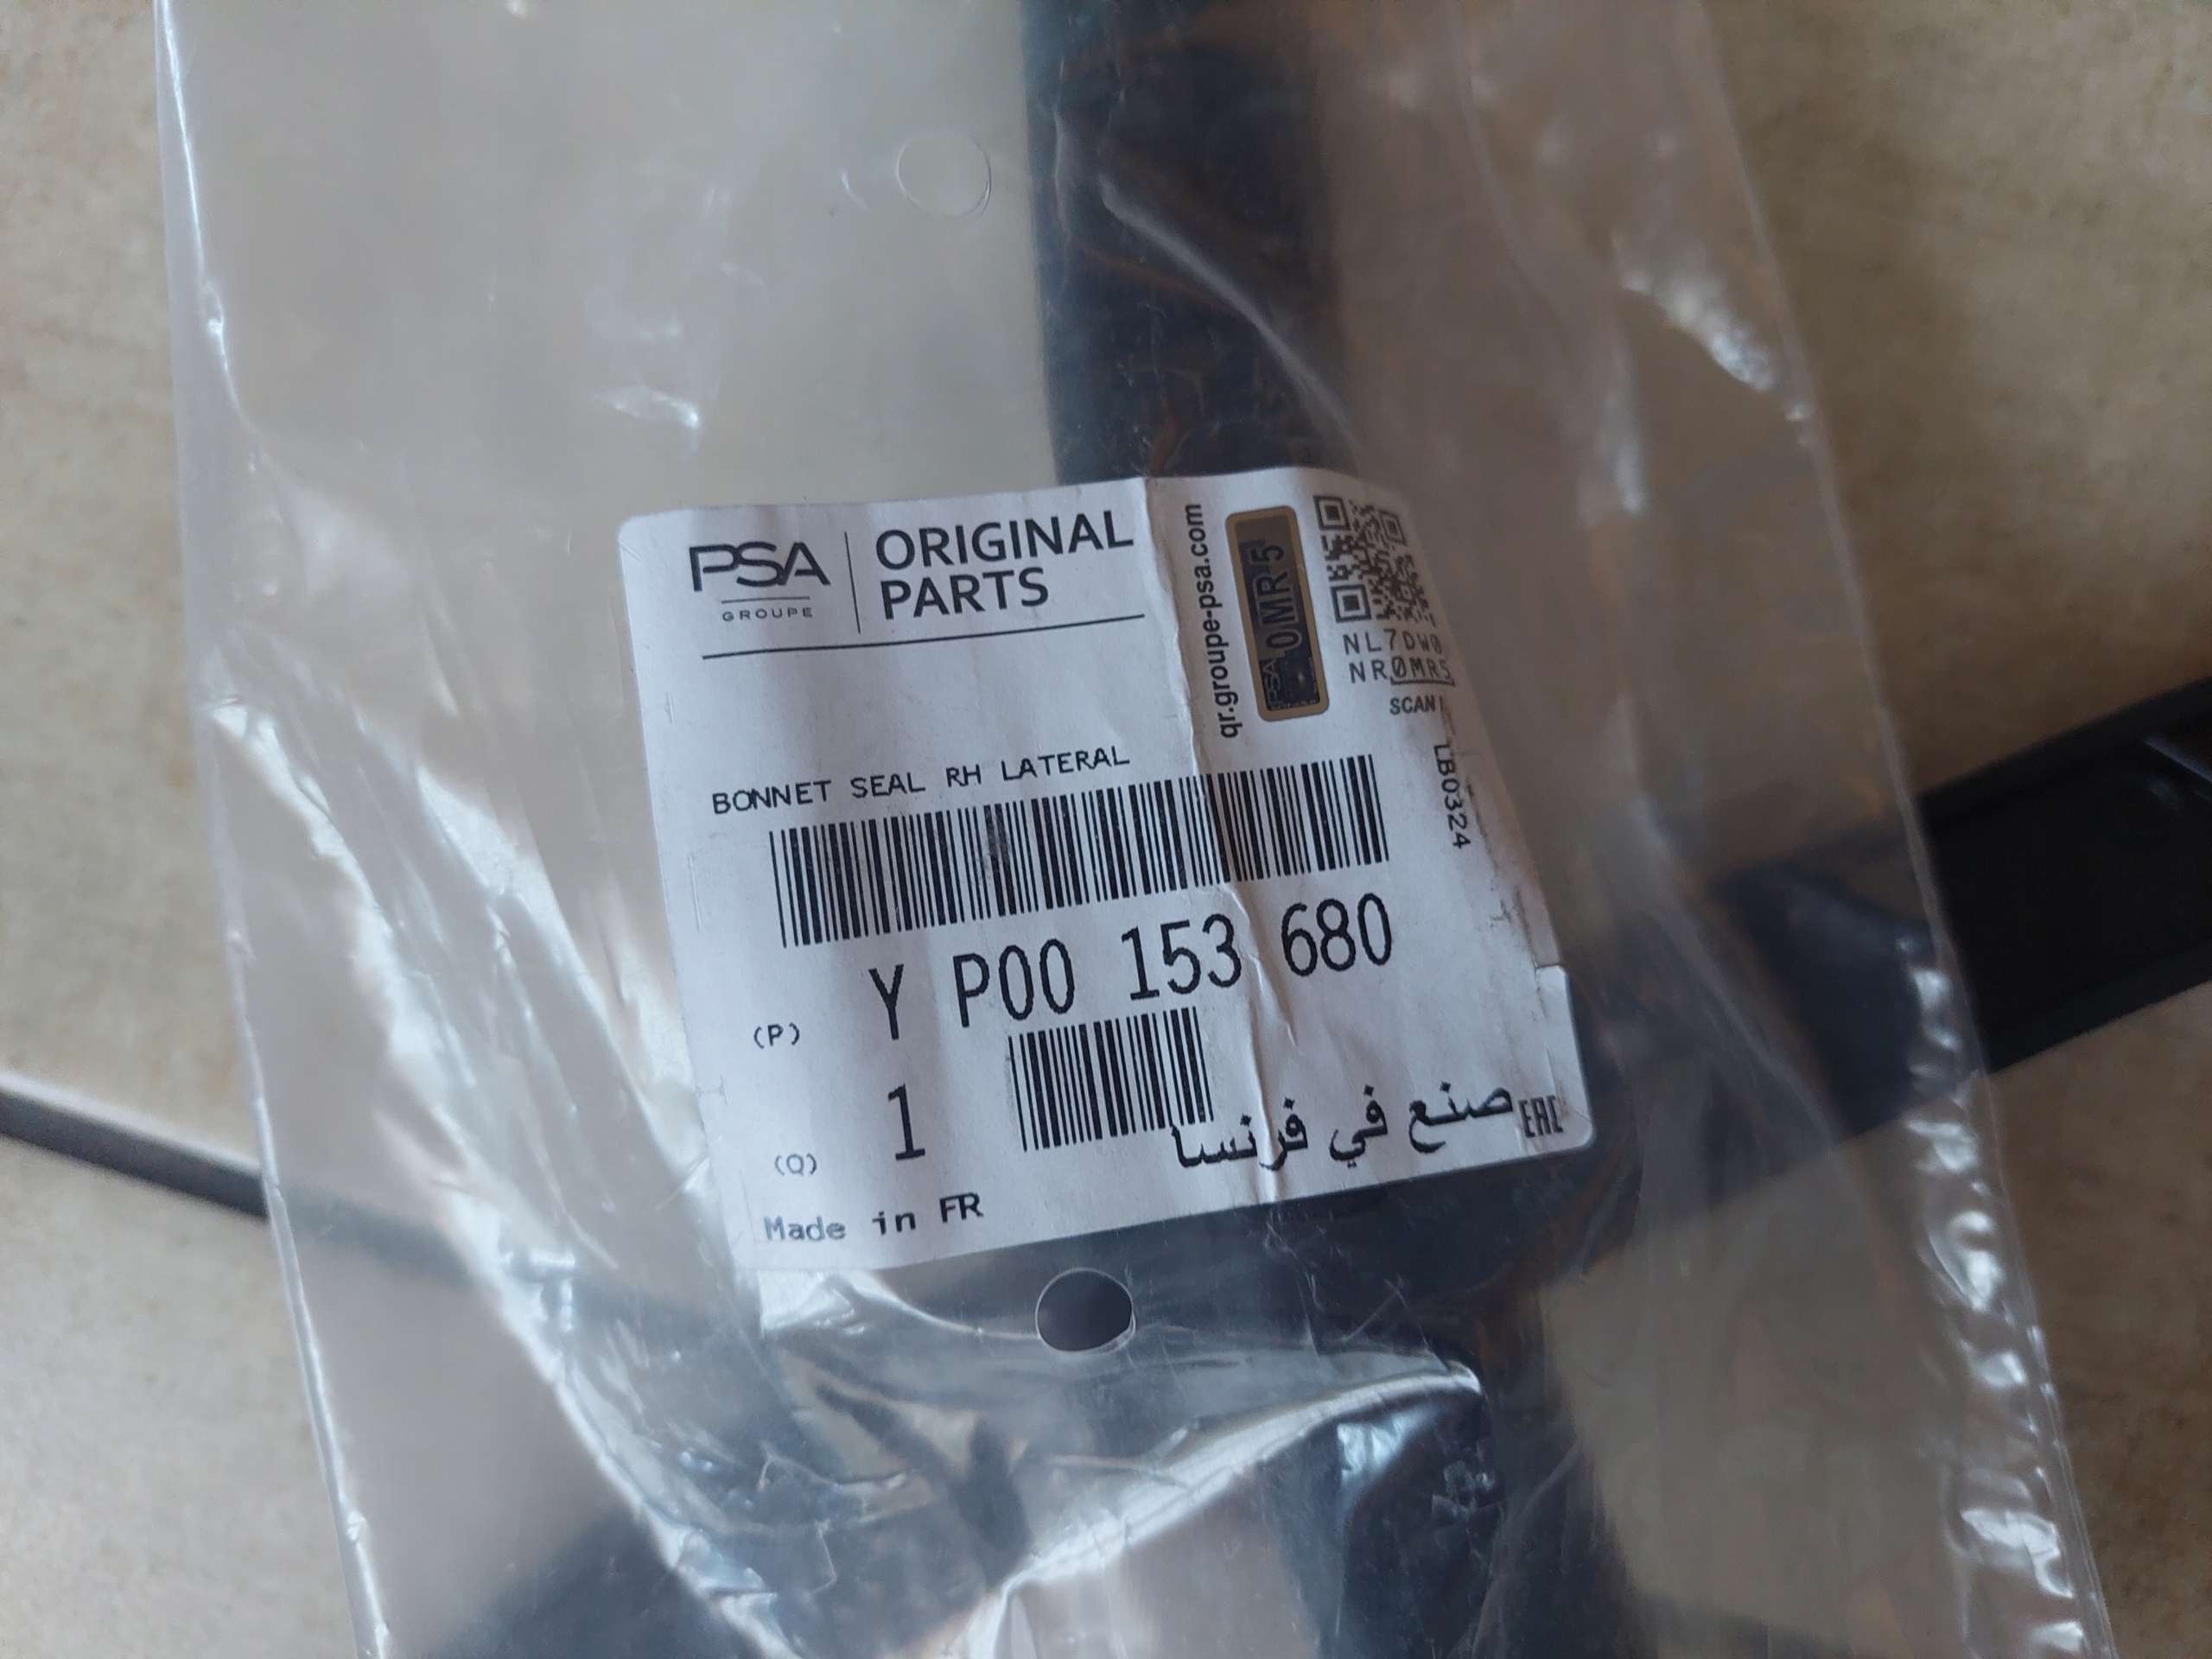 PSA
GROUPE
ORIGINAL
PARTS
qr.groupe-psa.com
PSA 0MR5
NL7DW0
NR0MR5
SCAN
LB0324
BONNET SEAL RH LATERAL
(P) Y P00 153 680
(Q) 1
صنع في فرنسا
EAC
Made in FR